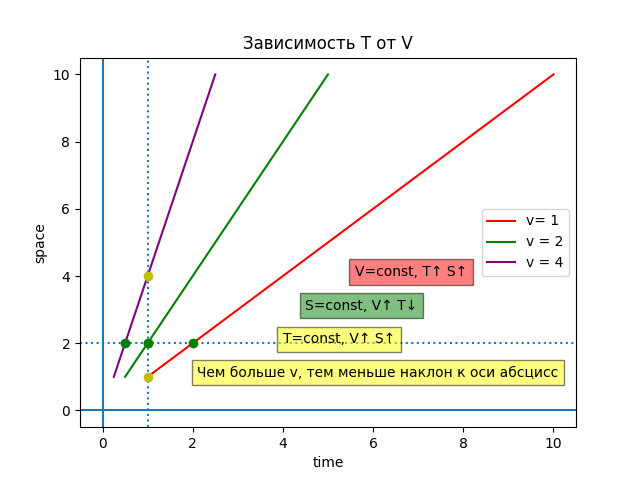 Зависимость T от V
space
10
8
6
4
2
0
v= 1
v = 2
v = 4
V=const, T↑ S↑
S=const, V↑ T↓
T=const, V↑ S↑
Чем больше v, тем меньше наклон к оси абсцисс
0
2
4
6
8
10
time